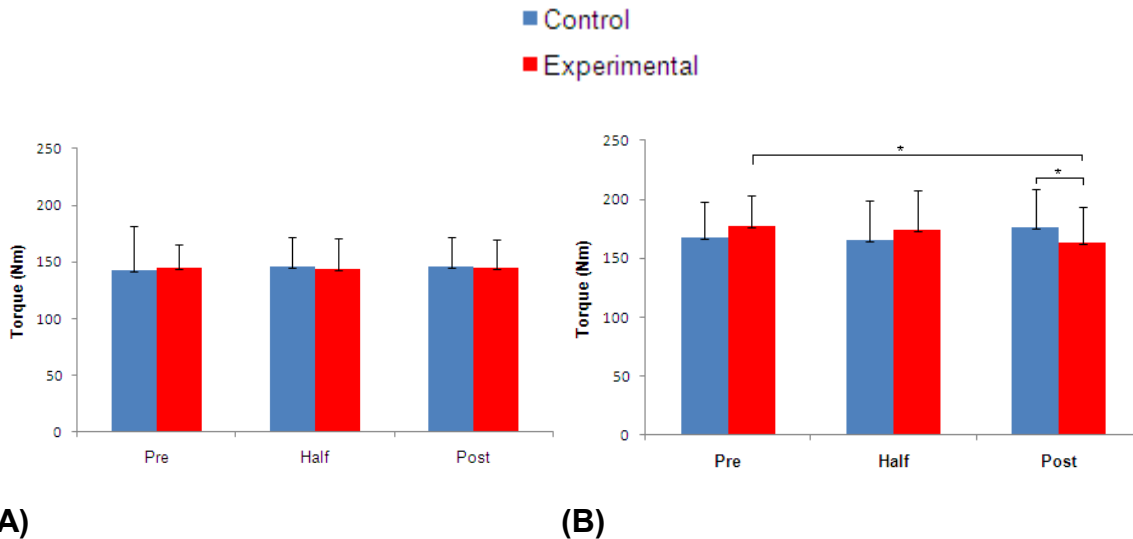 Control
Experimental
250
200
150
100
50
0
Torque (Nm)
Pre Half Post
A)
250
200
150
100
50
0
Torque (Nm)
*
*
Pre Half Post
(B)